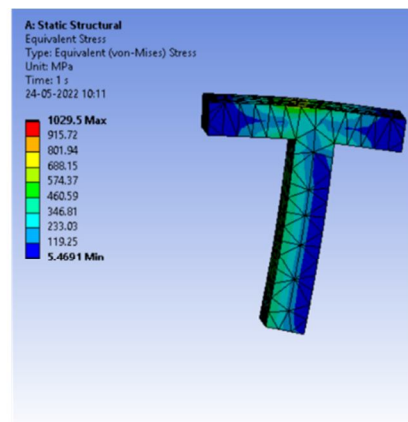 A: Static Structural
Equivalent Stress
Type: Equivalent (von-Mises) Stress
Unit: MPa
Time: 1 s
24-05-2022 10:11
1029.5 Max
915.72
801.94
688.15
574.37
460.59
346.81
233.03
119.25
5.4691 Min